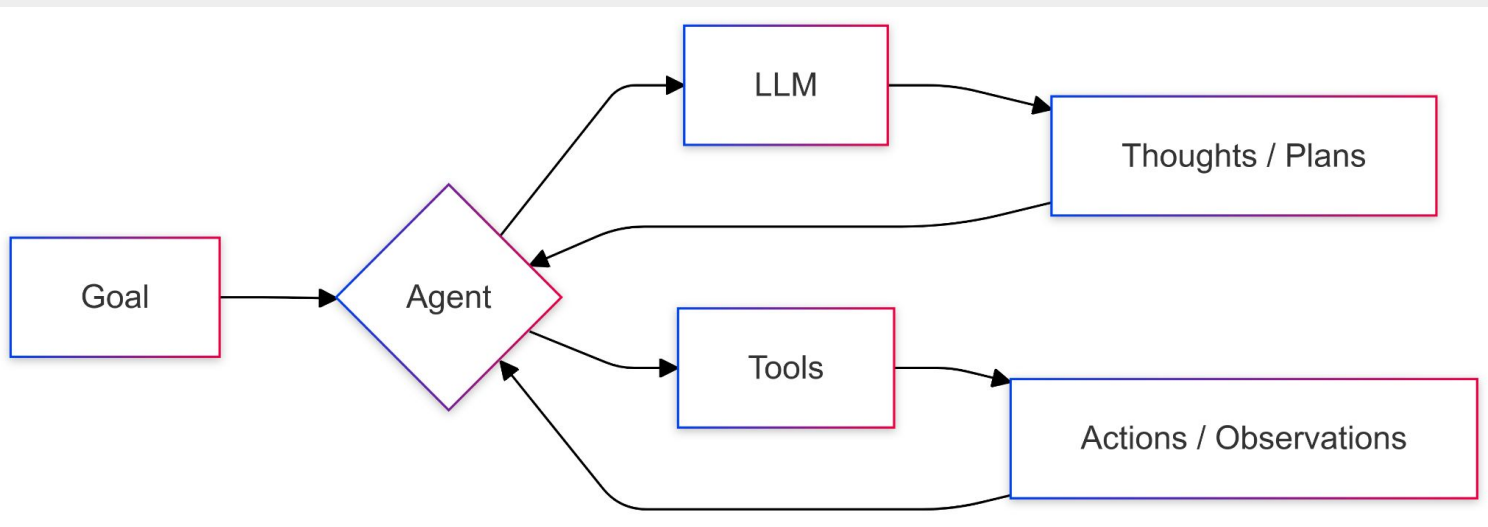 LLM
Thoughts / Plans
Goal
Agent
Tools
Actions / Observations